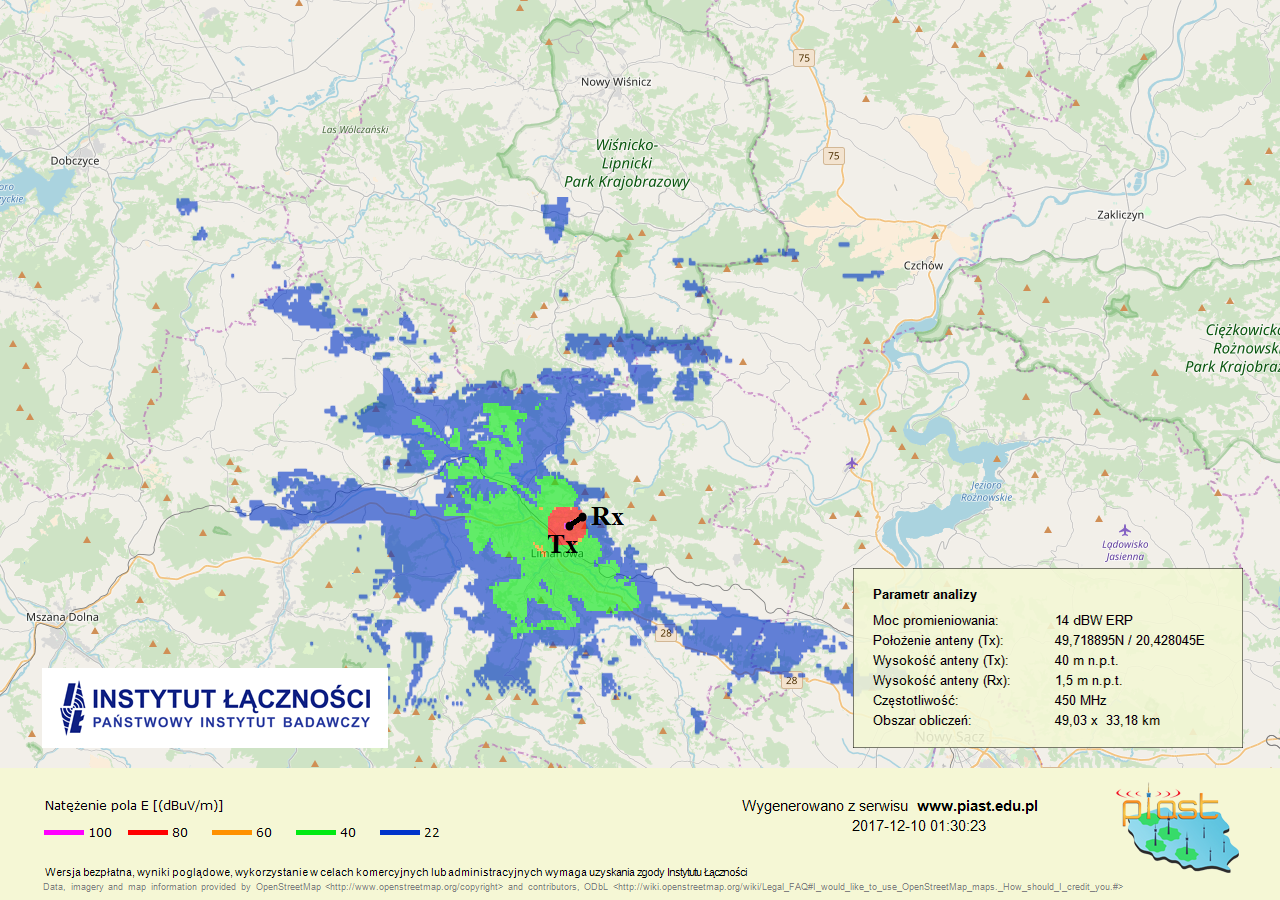 75
Nowy Wiśnicz
Las Wolczański
Wiśnicko-
Lipnicki
Park Krajobrazowy
75
Dobczyce
Zakliczyn
Czchów
Ciężkowicko
Rożnowski
Park Krajobraz
Jezioro
Rożnowskie
Rx
Tx
Limanowa
Lądowisko
Jasienna
Mszana Dolna
28
28
Parametr analizy
Moc promieniowania: 14 dBW ERP
Położenie anteny (Tx): 49,718895N / 20,428045E
Wysokość anteny (Tx): 40 m n.p.t.
Wysokość anteny (Rx): 1,5 m n.p.t.
Częstotliwość: 450 MHz
Obszar obliczeń: 49,03 x 33,18 km
Nowy Sącz
INSTYTUT ŁĄCZNOŚCI
PAŃSTWOWY INSTYTUT BADAWCZY
Natężenie pola E [(dBuV/m)]
100 80 60 40 22
Wygenerowano z serwisu www.piast.edu.pl
2017-12-10 01:30:23
piast
Wersja bezpłatna, wyniki poglądowe, wykorzystanie w celach komercyjnych lub administracyjnych wymaga uzyskania zgody Instytutu Łączności
Data, imagery and map information provided by OpenStreetMap <http://www.openstreetmap.org/copyright> and contributors, ODbL <http://wiki.openstreetmap.org/wiki/Legal_FAQ#I_would_like_to_use_OpenStreetMap_maps._How_should_I_credit_you.#>